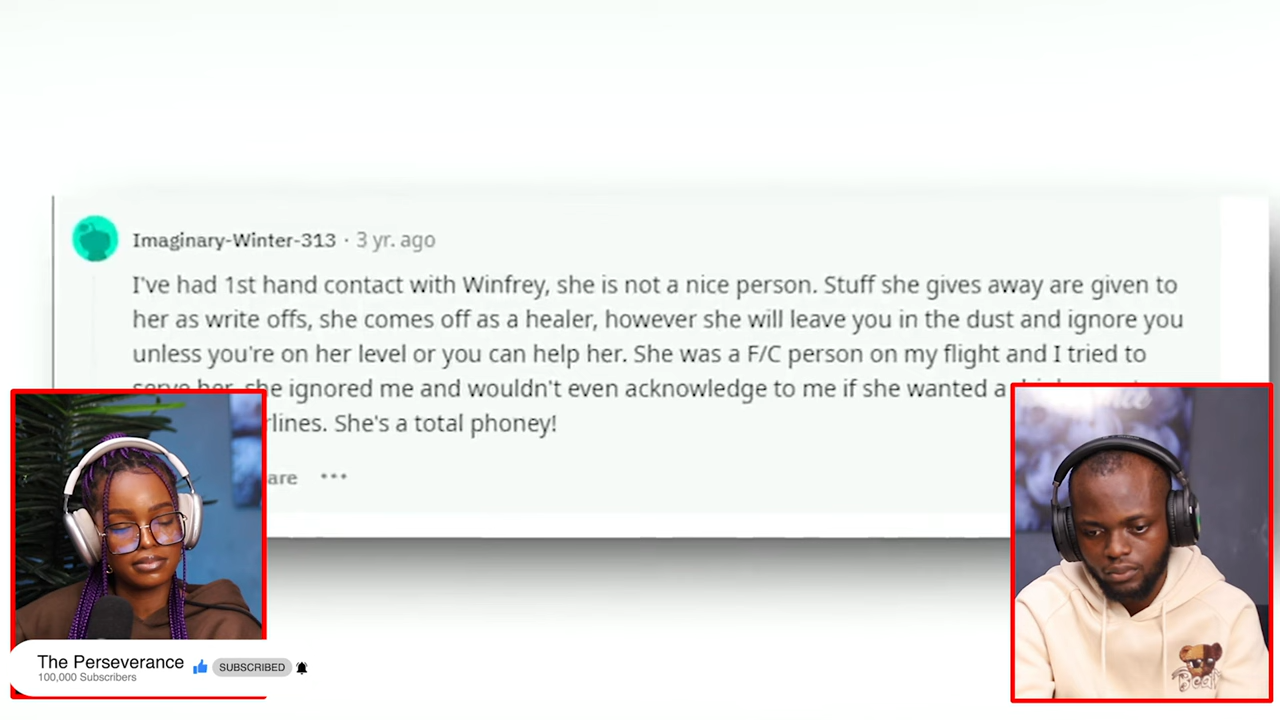 Imaginary-Winter-313 · 3 yr. ago
I've had 1st hand contact with Winfrey, she is not a nice person. Stuff she gives away are given to
her as write offs, she comes off as a healer, however she will leave you in the dust and ignore you
unless you're on her level or you can help her. She was a F/C person on my flight and I tried to
serve her, she ignored me and wouldn't even acknowledge to me if she wanted a
rlines. She's a total phoney!
are ···
The Perseverance
SUBSCRIBED
100,000 Subscribers
Bear